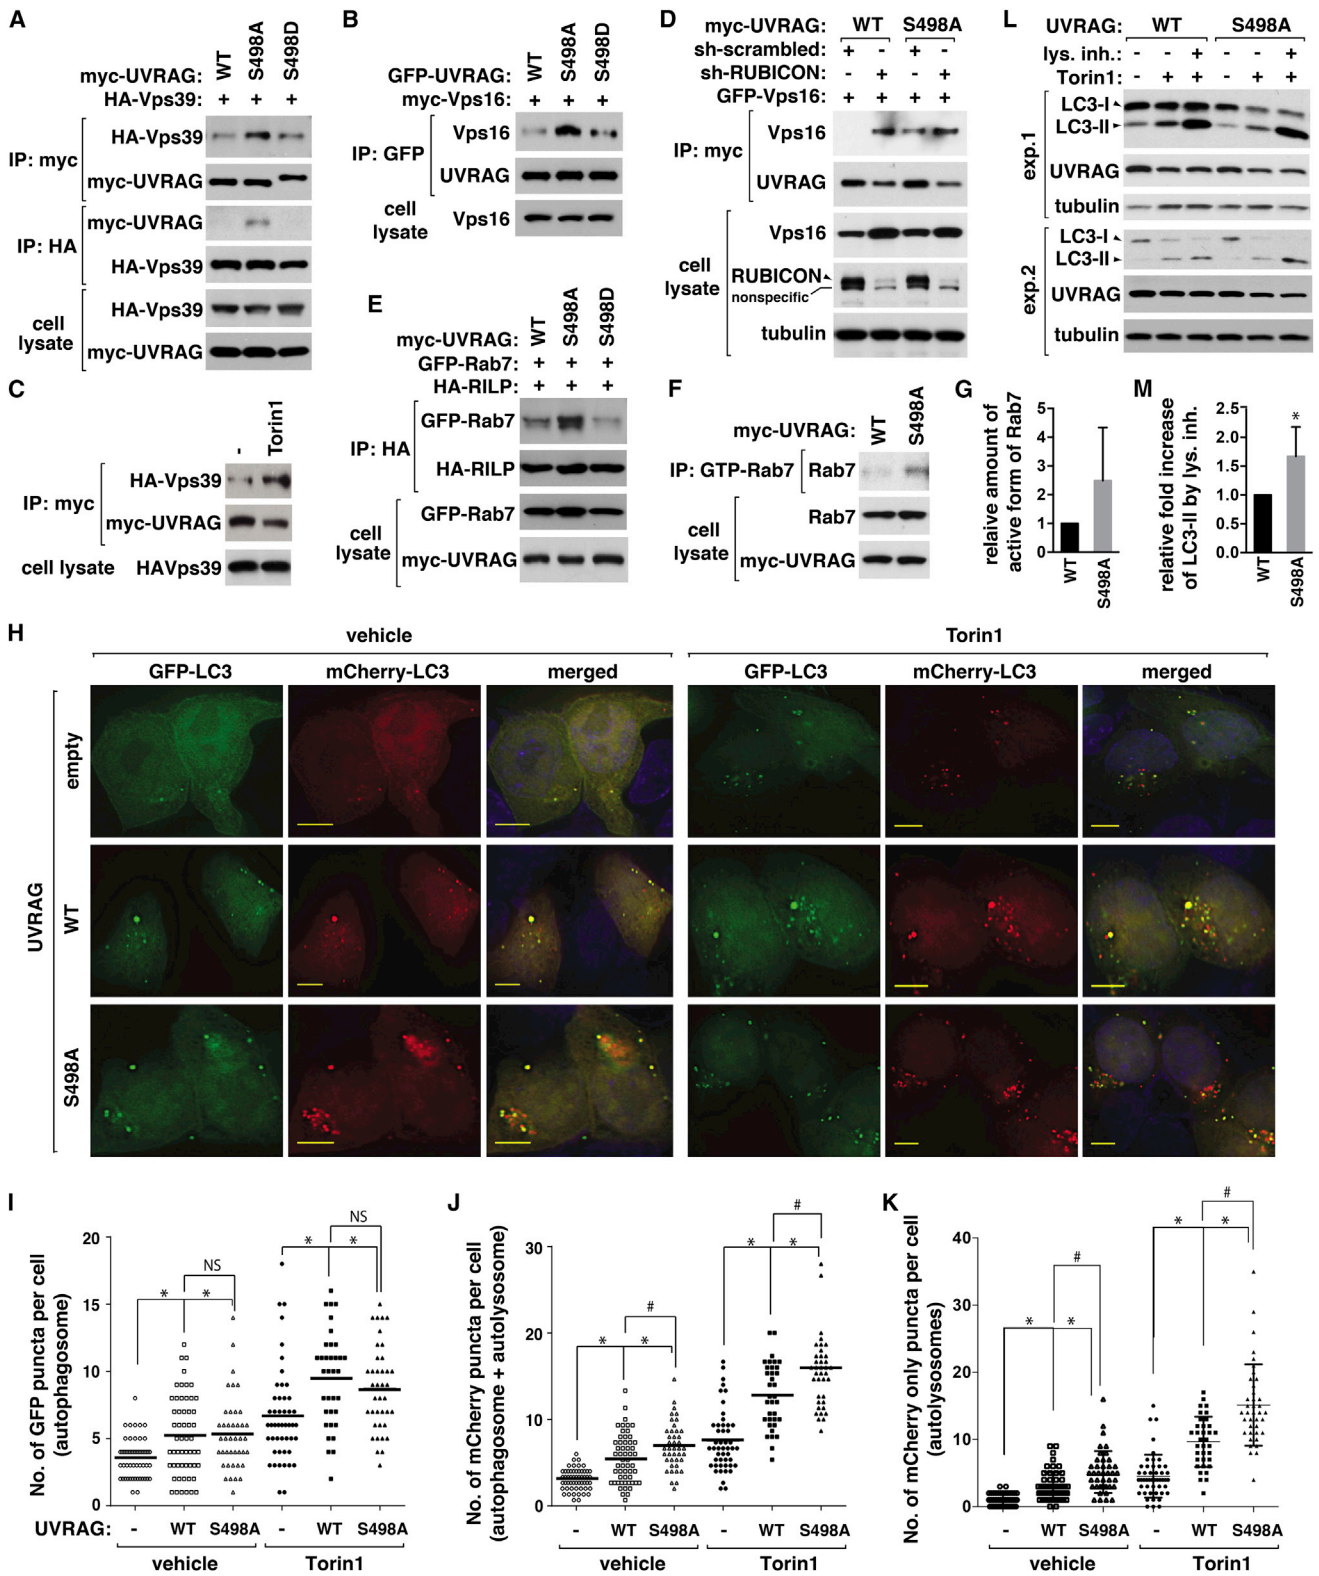 A
myc-UVRAG: WT S498A S498D
HA-Vps39: + + +
IP: myc
HA-Vps39
myc-UVRAG
IP: HA
myc-UVRAG
HA-Vps39
cell lysate
HA-Vps39
myc-UVRAG
B
GFP-UVRAG: WT S498A S498D
myc-Vps16: + + +
IP: GFP
Vps16
UVRAG
cell lysate
Vps16
C
- Torin1
IP: myc
HA-Vps39
myc-UVRAG
cell lysate HAVps39
D
myc-UVRAG: WT S498A
sh-scrambled: + - + -
sh-RUBICON: - + - +
GFP-Vps16: + + + +
IP: myc
Vps16
UVRAG
cell lysate
Vps16
RUBICON
nonspecific
tubulin
E
myc-UVRAG: WT S498A S498D
GFP-Rab7: + + +
HA-RILP: + + +
IP: HA
GFP-Rab7
HA-RILP
cell lysate
GFP-Rab7
myc-UVRAG
F
myc-UVRAG: WT S498A
IP: GTP-Rab7 Rab7
cell lysate
Rab7
myc-UVRAG
G
relaive amount of
active form of Rab7
5
4
3
2
1
0
WT S498A
L
UVRAG: WT S498A
lys. inh.: - - + - - +
Torin1: - + + - + +
exp.1
LC3-I
LC3-II
UVRAG
tubulin
exp.2
LC3-I
LC3-II
UVRAG
tubulin
M
relative fold increase
of LC3-II by lys. inh.
2.5
2.0
1.5
1.0
0.5
0.0
*
WT S498A
H
vehicle Torin1
GFP-LC3 mCherry-LC3 merged GFP-LC3 mCherry-LC3 merged
UVRAG
empty
WT
S498A
I
No. of GFP puncta per cell
(autophagosome)
20
15
10
5
0
* * NS
* * NS
UVRAG: - WT S498A - WT S498A
vehicle Torin1
J
No. of mCherry puncta per cell
(autophagosome + autolysosome)
30
20
10
0
* * #
* * #
- WT S498A - WT S498A
vehicle Torin1
K
No. of mCherry only puncta per cell
(autolysosomes)
40
30
20
10
0
* * #
* * #
- WT S498A - WT S498A
vehicle Torin1